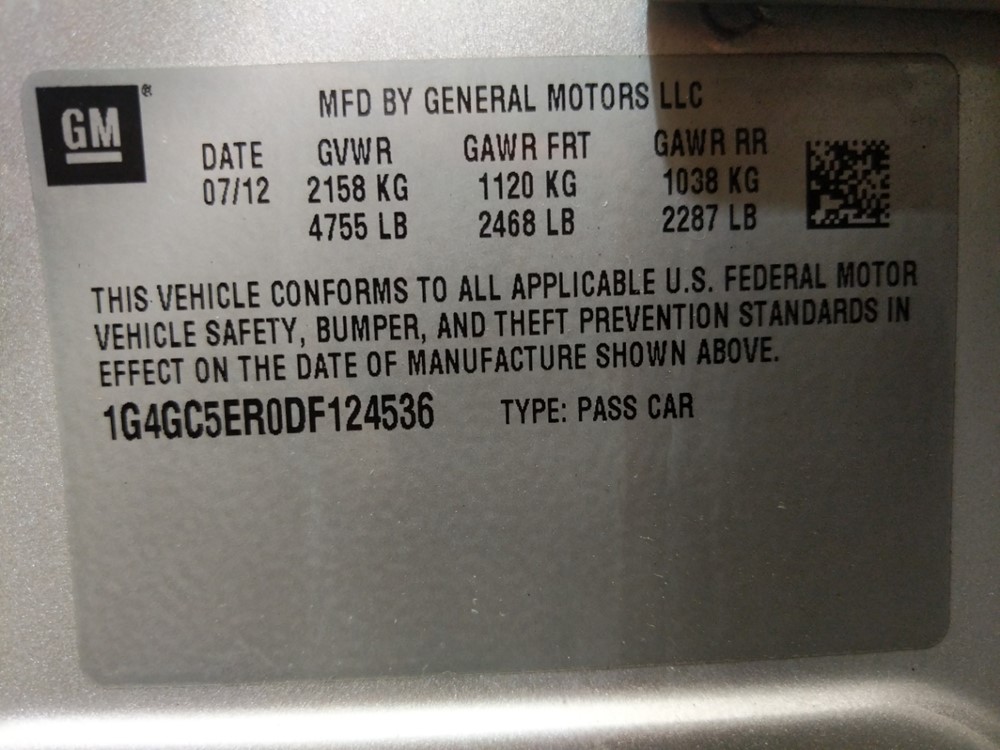 GM®
MFD BY GENERAL MOTORS LLC
DATE GVWR GAWR FRT GAWR RR
07/12 2158 KG 1120 KG 1038 KG
4755 LB 2468 LB 2287 LB
THIS VEHICLE CONFORMS TO ALL APPLICABLE U.S. FEDERAL MOTOR
VEHICLE SAFETY, BUMPER, AND THEFT PREVENTION STANDARDS IN
EFFECT ON THE DATE OF MANUFACTURE SHOWN ABOVE.
1G4GC5ER0DF124536 TYPE: PASS CAR